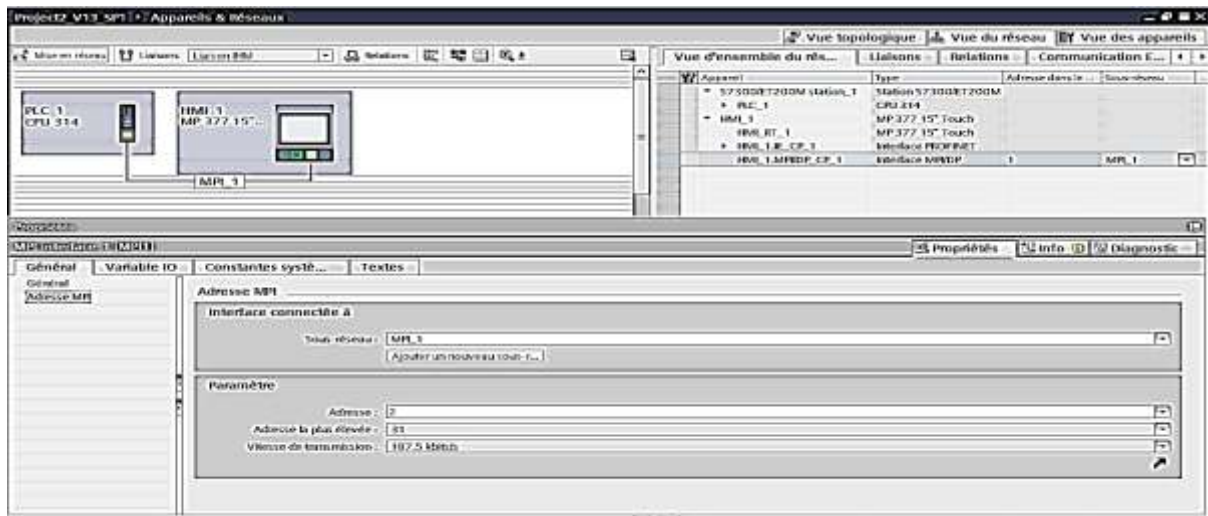 Project2_V13_SP1 ▸ Appareils & Réseaux
Vue topologique Vue du réseau Vue des appareils
Mise en réseau Liaisons Liaison IHM Relations
Vue d'ensemble du rés... Liaisons Relations Communication E...
Appareil Type Adresse dans le ... Sous-réseau
S7300/ET200M station_1 Station S7300/ET200M
PLC_1 CPU 314
HMI_1 MP 377 15" Touch
HMI_RT_1 MP 377 15" Touch
HMI_1.IE_CP_1 Interface PROFINET
HMI_1.MPI/DP_CP_1 Interface MPI/DP 1 MPI_1
PLC_1
CPU 314
HMI_1
MP 377 15"...
MPI_1
Propriétés Info Diagnostic
Général Variable IO Constantes systè... Textes
Général
Adresse MPI
Adresse MPI
Interface connectée à
Sous-réseau : MPI_1
Ajouter un nouveau sous-r...
Paramètre
Adresse : 2
Adresse la plus élevée : 31
Vitesse de transmission : 187.5 kbits/s